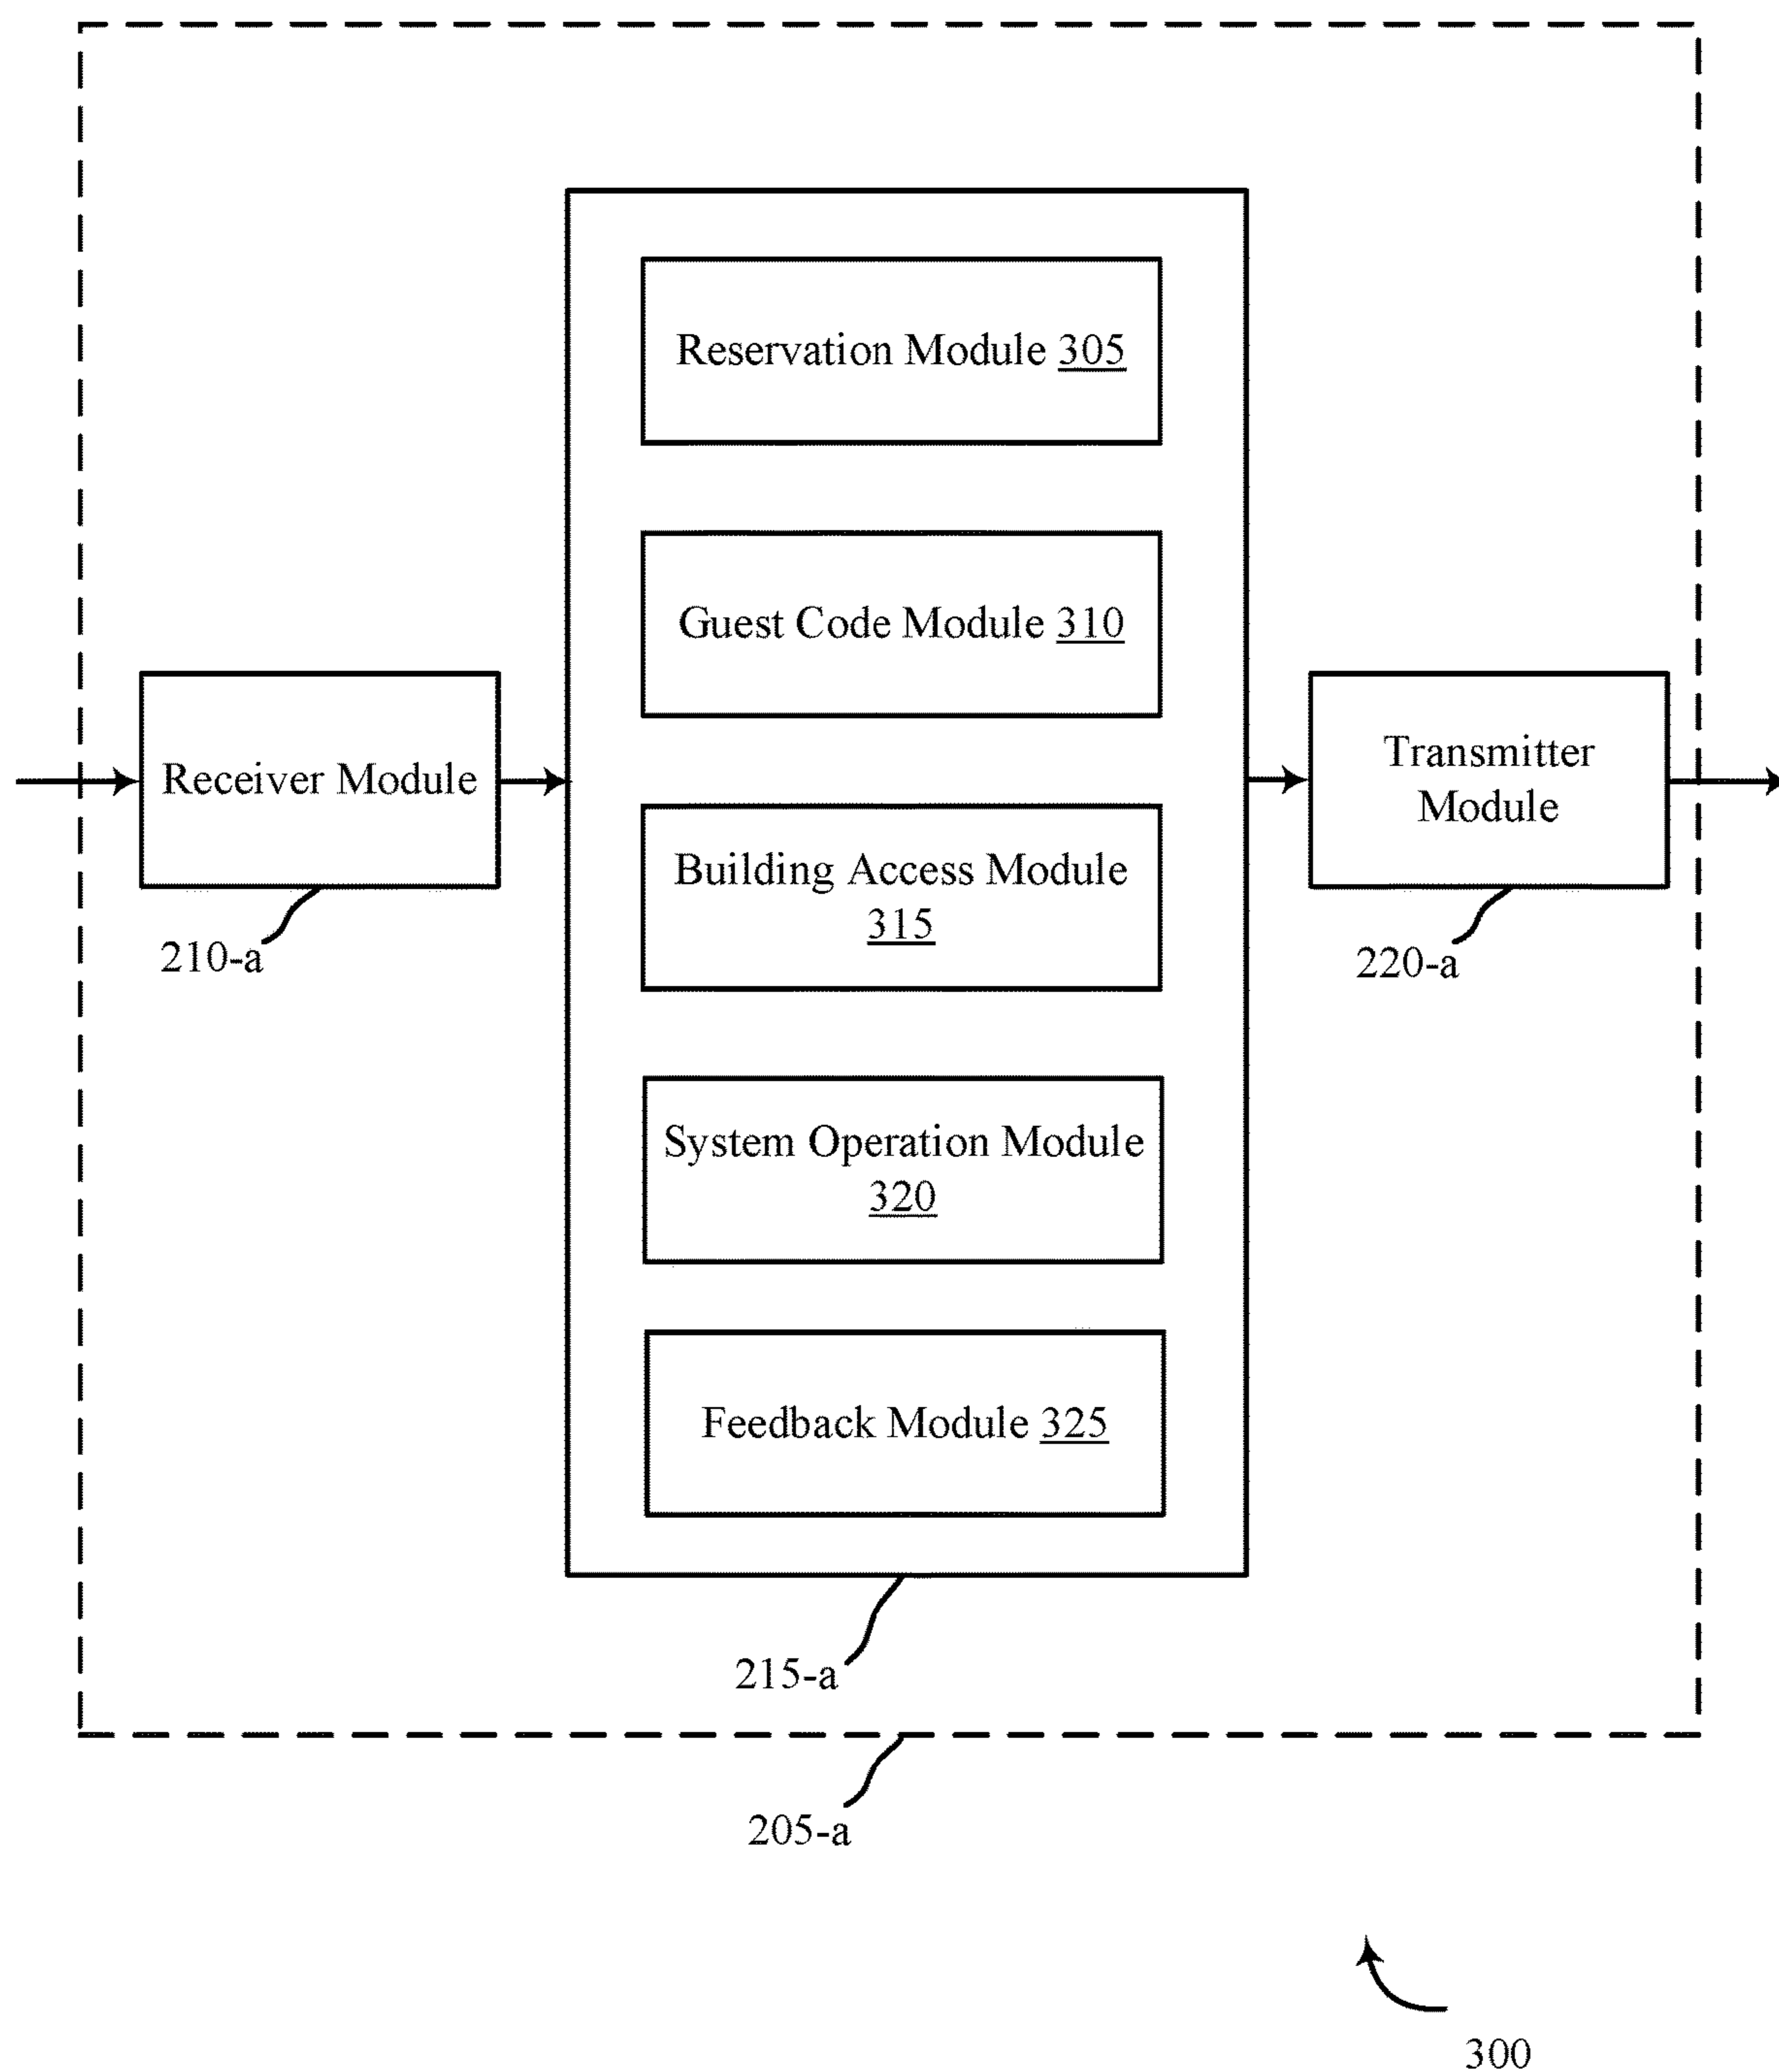 Reservation Module 305
Guest Code Module 310
Receiver Module
Transmitter
Module
Building Access Module
315
210-a
220-a
System Operation Module
320
Feedback Module 325
215-a
205-a
300